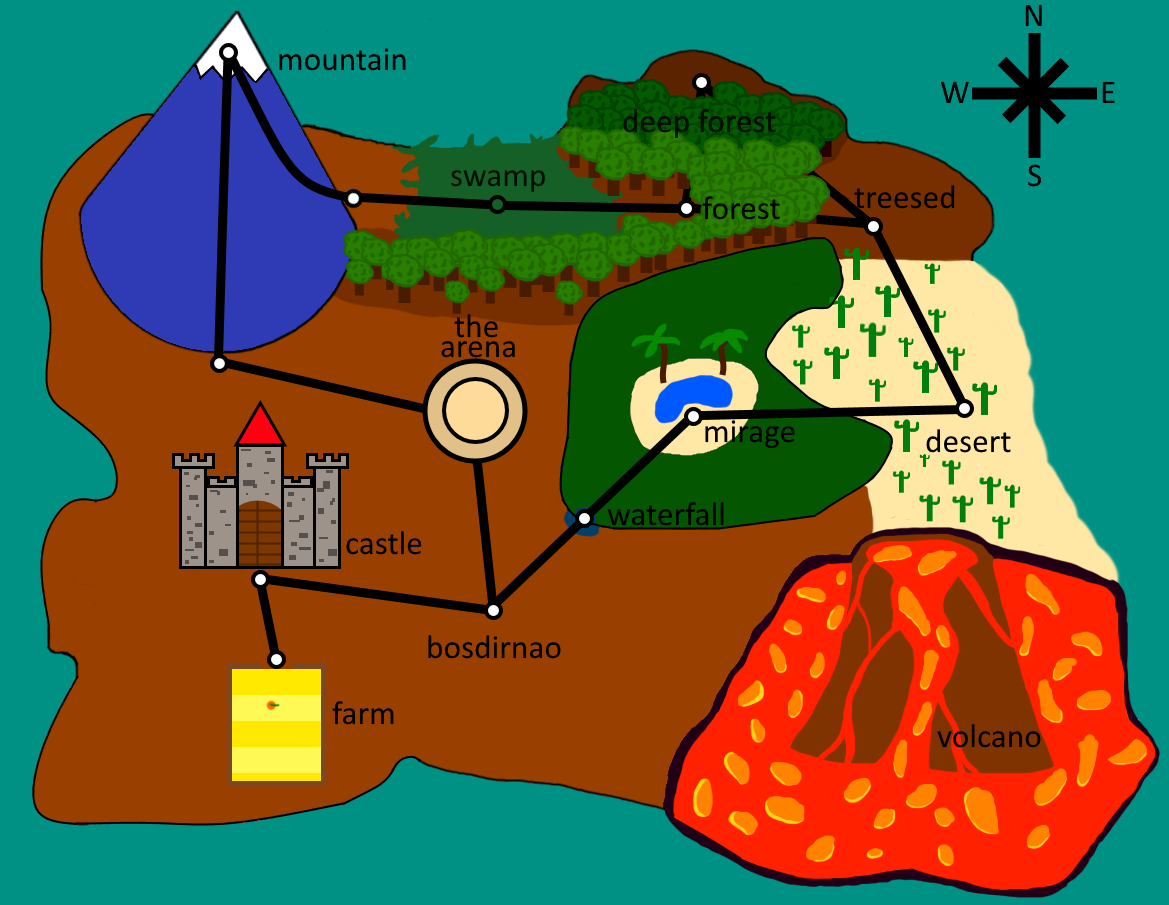 N
mountain
W
E
deep forest
S
swamp
treesed
forest
the
arena
mirage
desert
waterfall
castle
bosdirnao
farm
volcano